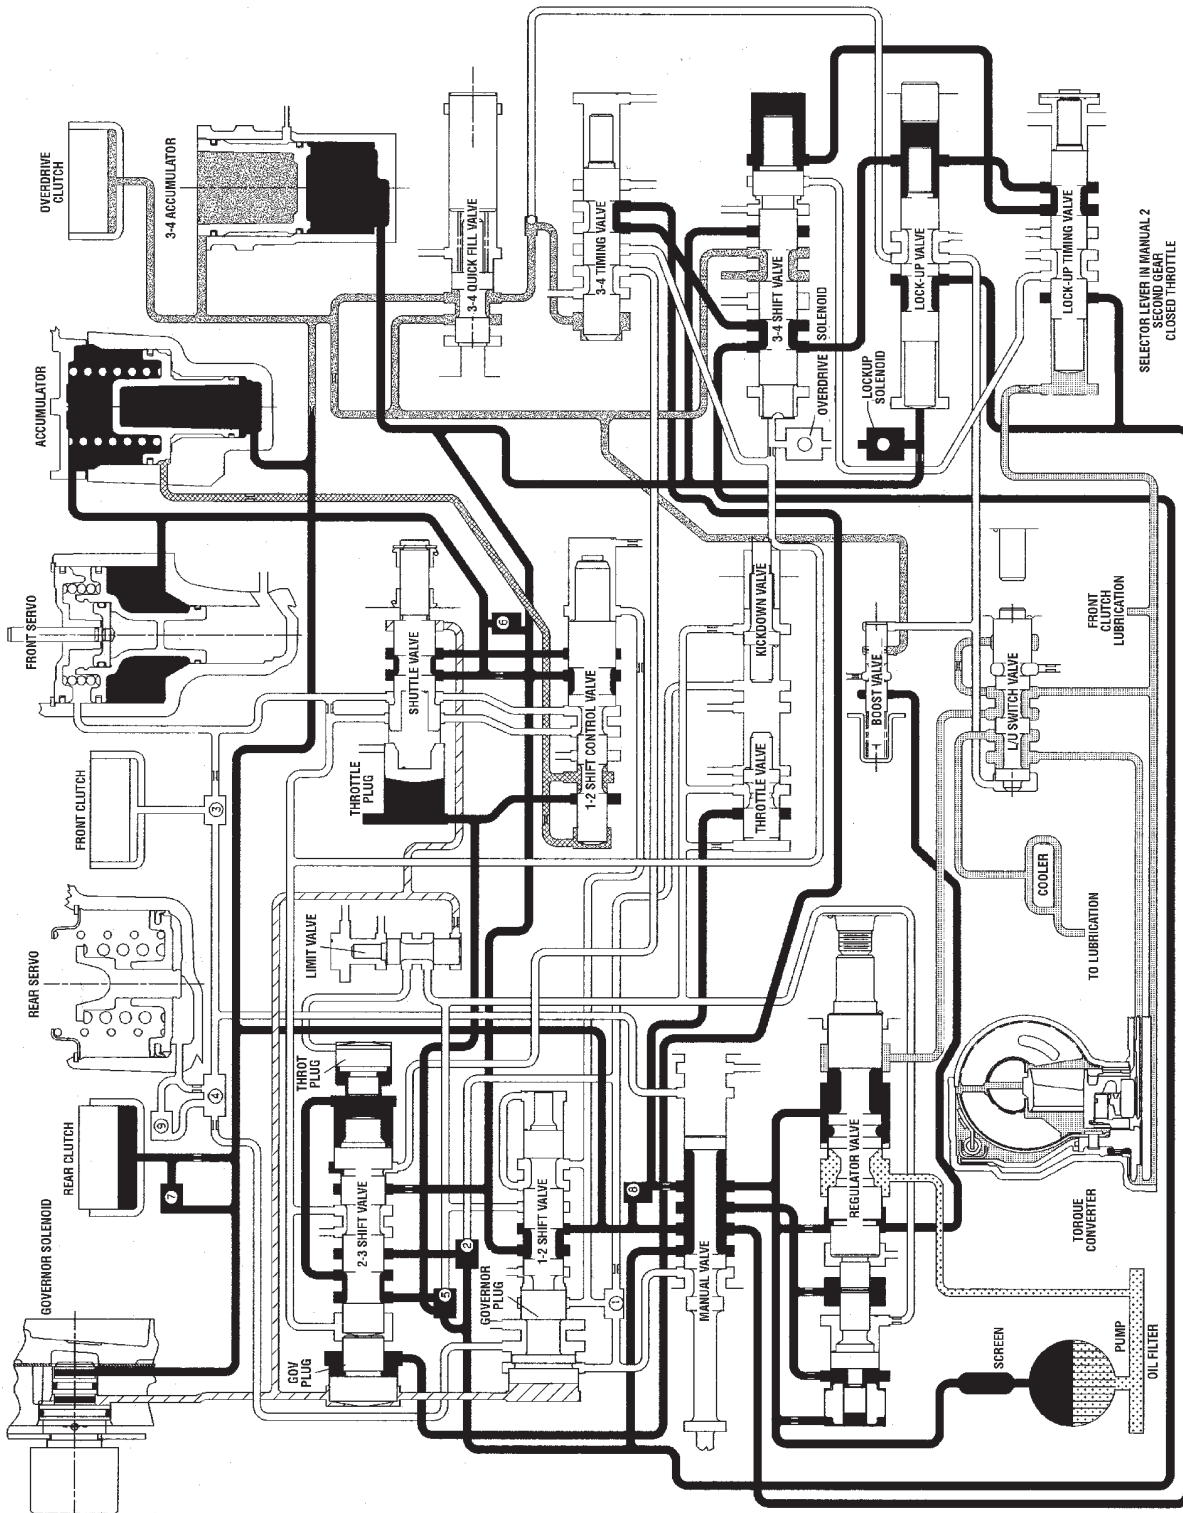 OVERDRIVE
CLUTCH
3-4 ACCUMULATOR
3-4 QUICK FILL VALVE
3-4 TIMING VALVE
3-4 SHIFT VALVE
OVERDRIVE
SOLENOID
LOCKUP
SOLENOID
LOCK-UP VALVE
LOCK-UP TIMING VALVE
SELECTOR LEVER IN MANUAL 2
SECOND GEAR
CLOSED THROTTLE
ACCUMULATOR
FRONT SERVO
SHUTTLE VALVE
6
1-2 SHIFT CONTROL VALVE
THROTTLE
PLUG
KICKDOWN VALVE
THROTTLE VALVE
BOOST VALVE
L/U SWITCH VALVE
FRONT
CLUTCH
LUBRICATION
FRONT CLUTCH
3
REAR SERVO
LIMIT VALVE
COOLER
TO LUBRICATION
REAR CLUTCH
9
4
7
THROT
PLUG
2-3 SHIFT VALVE
GOV
PLUG
5
2
1-2 SHIFT VALVE
GOVERNOR
PLUG
1
8
MANUAL VALVE
REGULATOR VALVE
TORQUE
CONVERTER
GOVERNOR SOLENOID
SCREEN
PUMP
OIL FILTER